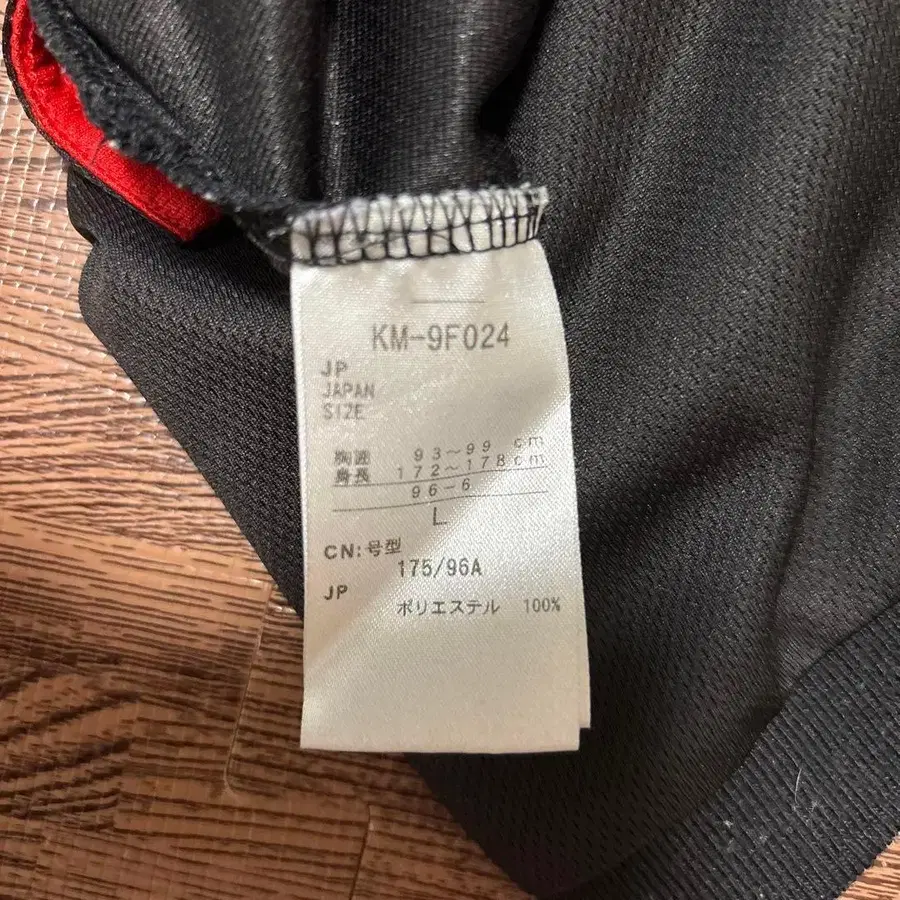 KM-9F024
JP
JAPAN
SIZE
胸囲 93~99 cm
身長 172~178cm
96-6
L
CN:号型
175/96A
JP
ポリエステル 100%